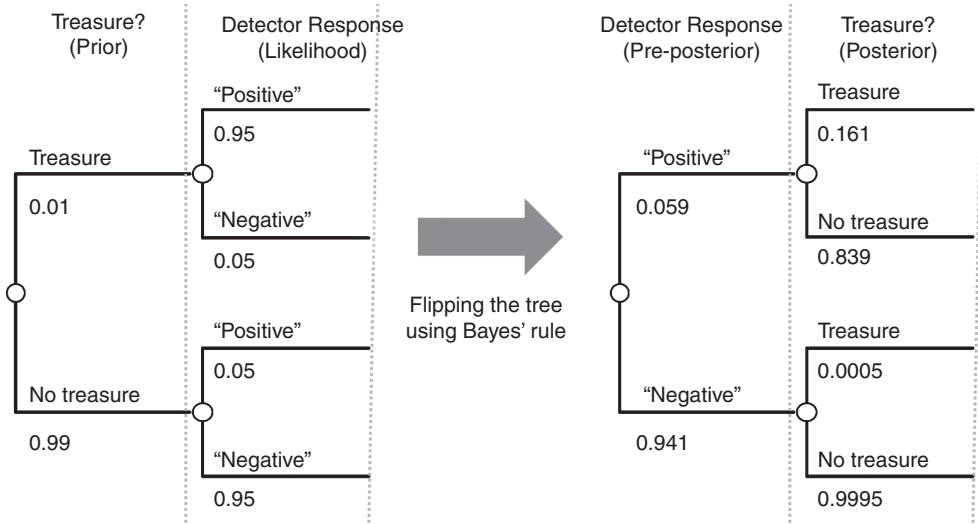 Treasure?
(Prior)
Detector Response
(Likelihood)
Detector Response
(Pre-posterior)
Treasure?
(Posterior)
“Positive”
0.95
Treasure
0.01
“Negative”
0.05
“Positive”
0.05
No treasure
0.99
“Negative”
0.95
Flipping the tree
using Bayes’ rule
Treasure
0.161
“Positive”
0.059
No treasure
0.839
Treasure
0.0005
“Negative”
0.941
No treasure
0.9995